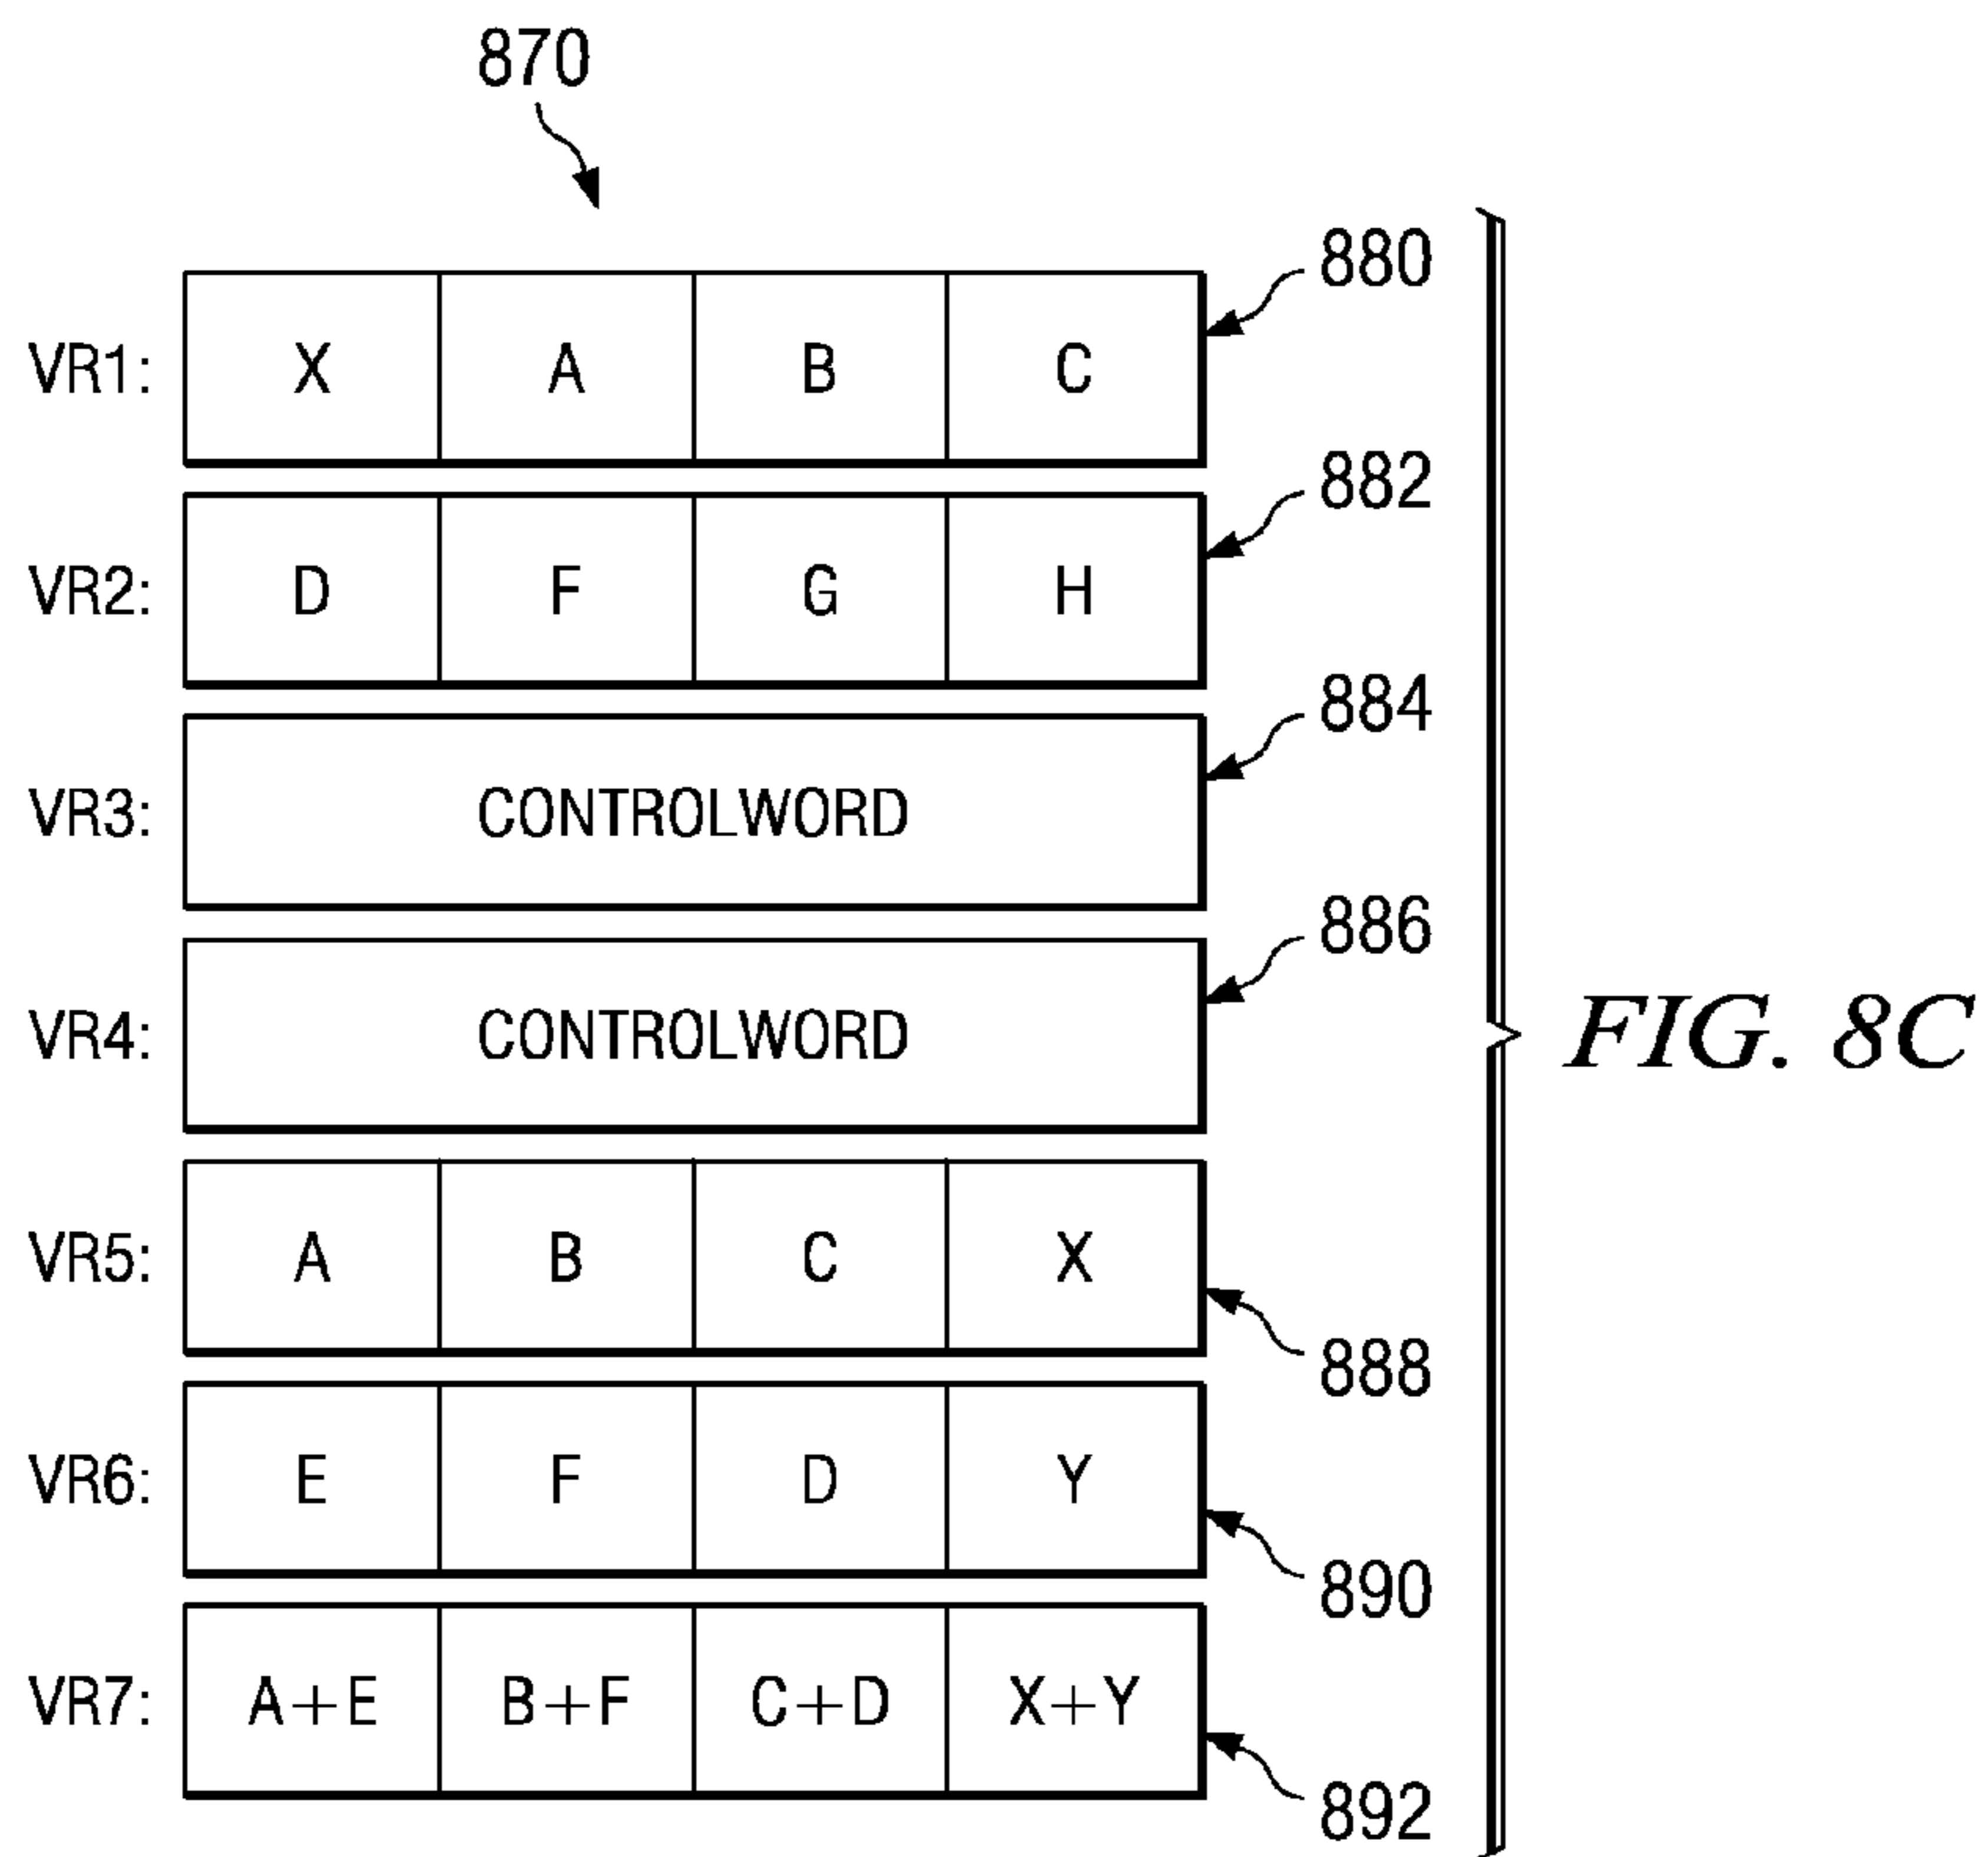 870
880
VR1: X A B C
882
VR2: D F G H
884
VR3: CONTROLWORD
886
VR4: CONTROLWORD
FIG. 8C
VR5: A B C X
888
VR6: E F D Y
890
VR7: A+E B+F C+D X+Y
892